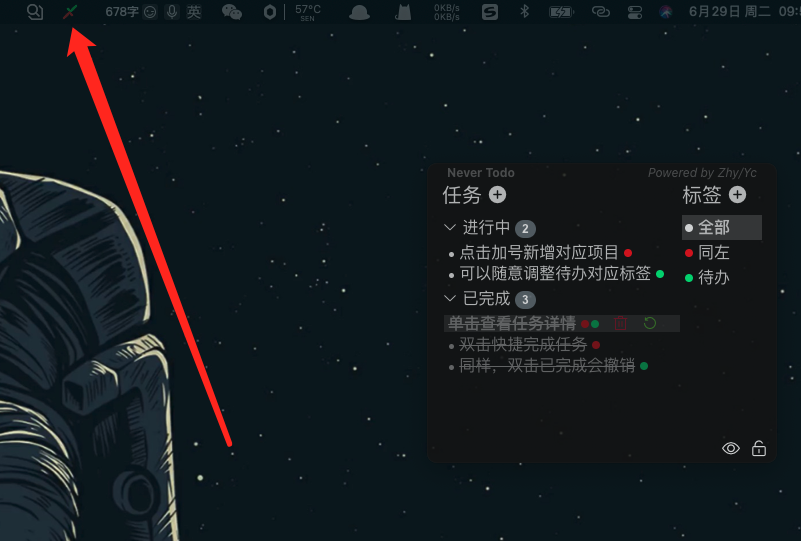 678字 英 57°C 0KB/s 6月29日 周二
SEN 0KB/s
Never Todo Powered by Zhy/Yc
任务 标签
进行中 2 全部
点击加号新增对应项目 同左
可以随意调整待办对应标签 待办
已完成 3
单击查看任务详情
双击快捷完成任务
同样，双击已完成会撤销